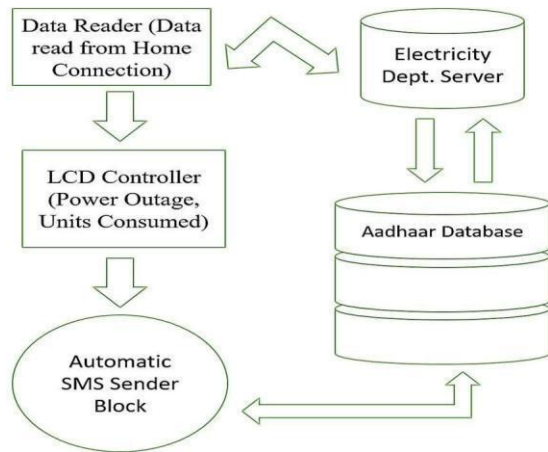 Data Reader (Data
read from Home
Connection)
Electricity
Dept. Server
LCD Controller
(Power Outage,
Units Consumed)
Aadhaar Database
Automatic
SMS Sender
Block